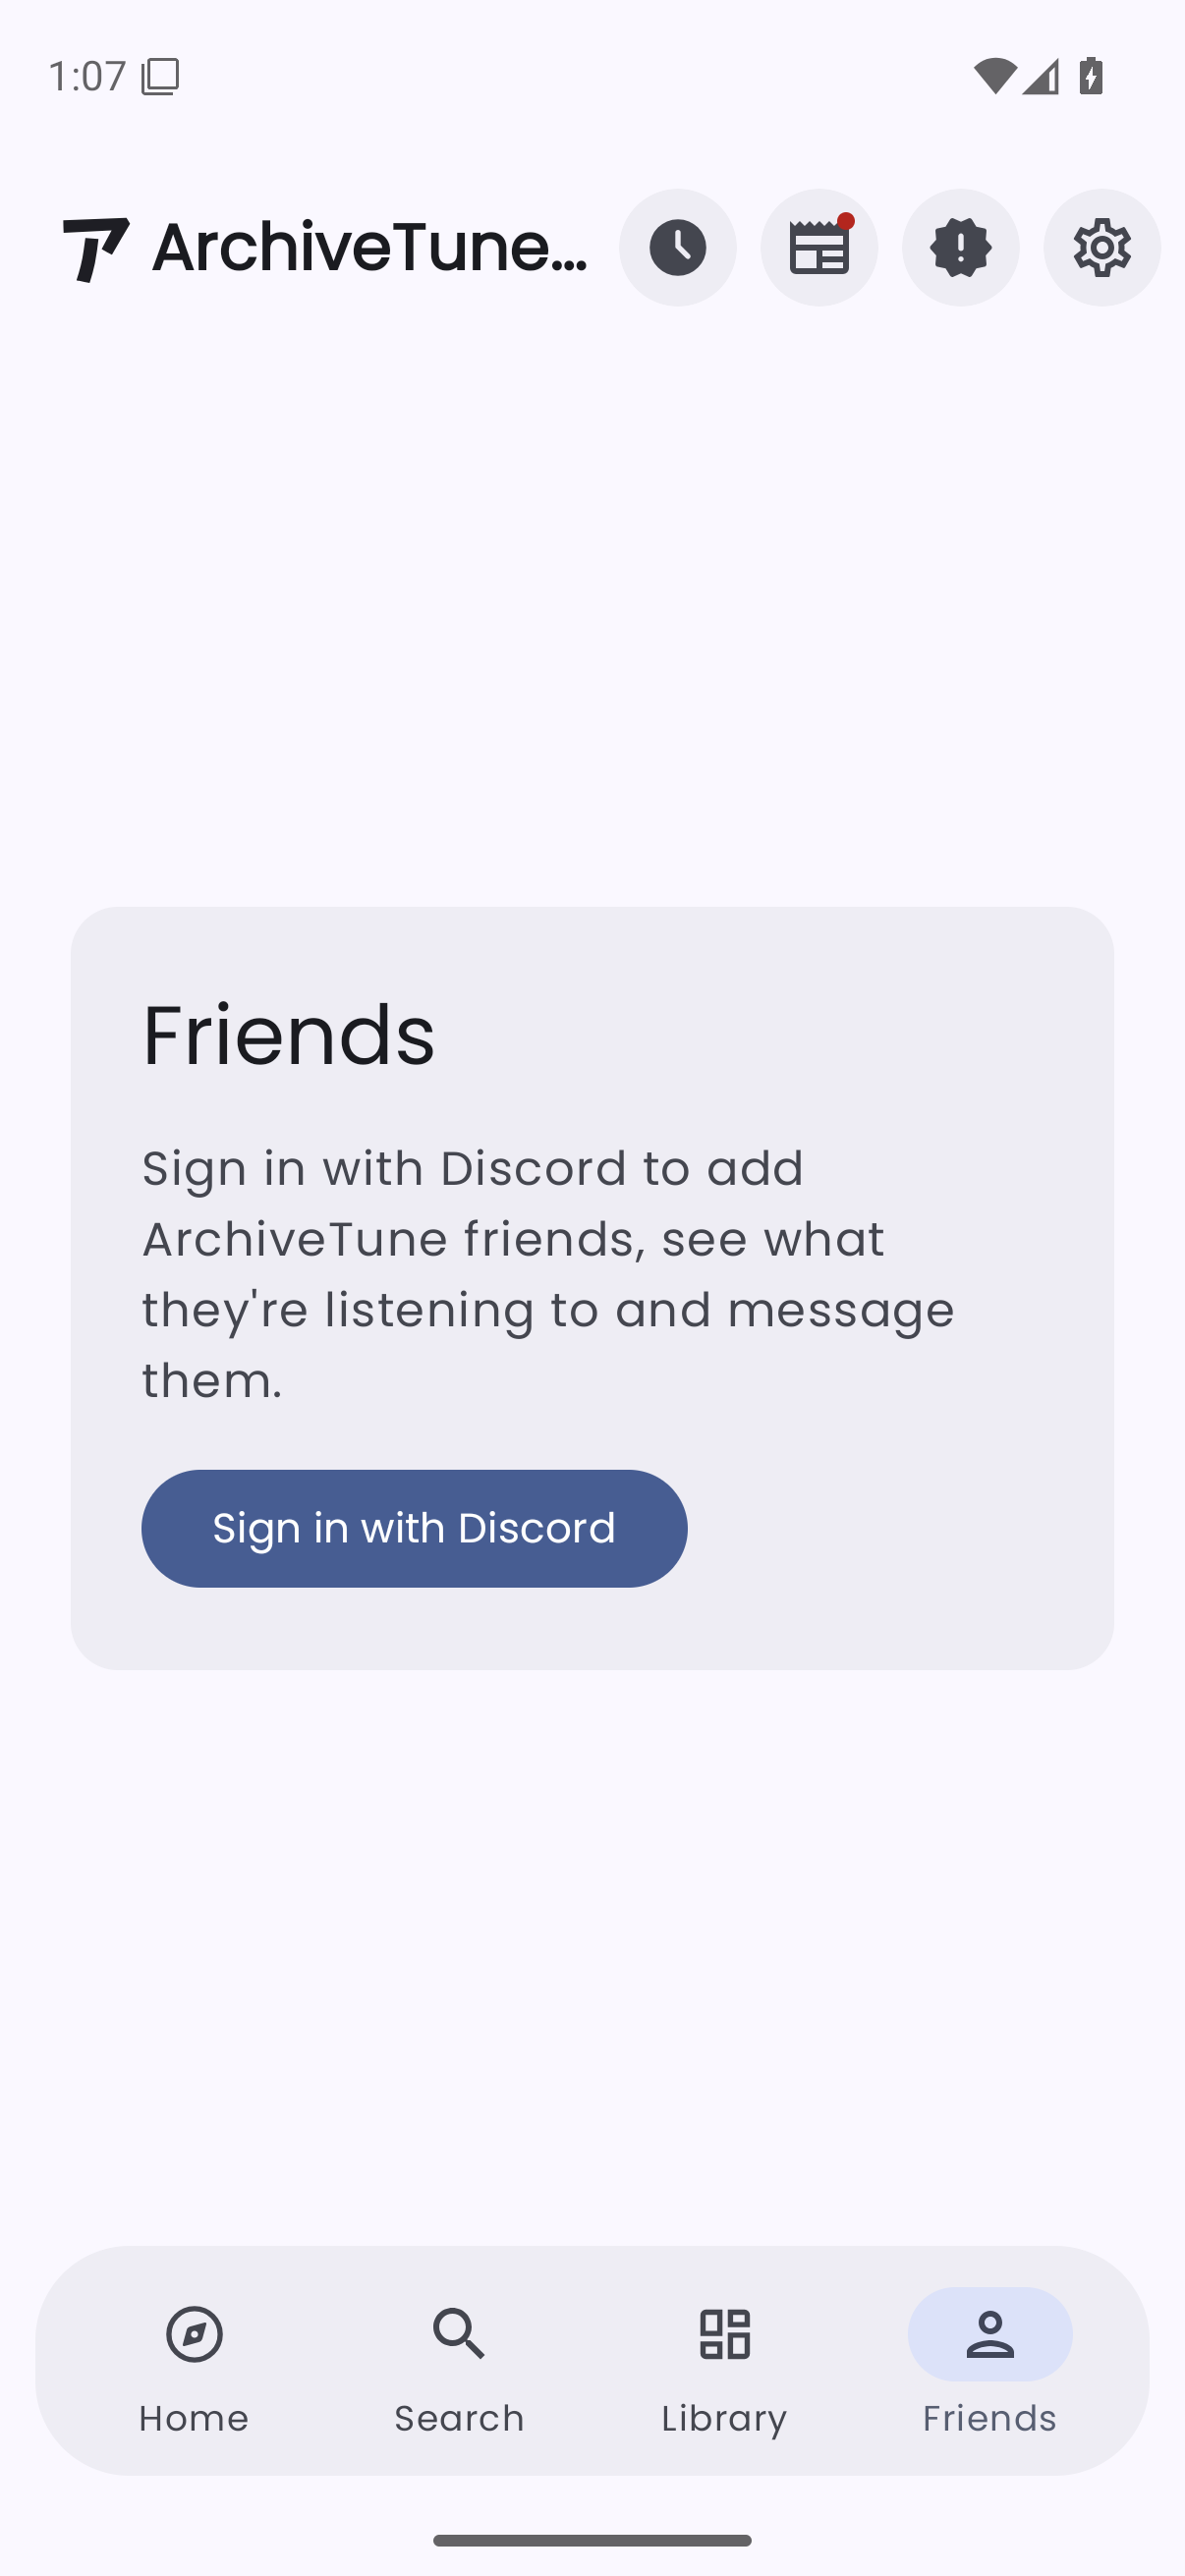 1:07
ArchiveTune...
Friends
Sign in with Discord to add
ArchiveTune friends, see what
they're listening to and message
them.
Sign in with Discord
Home
Search
Library
Friends